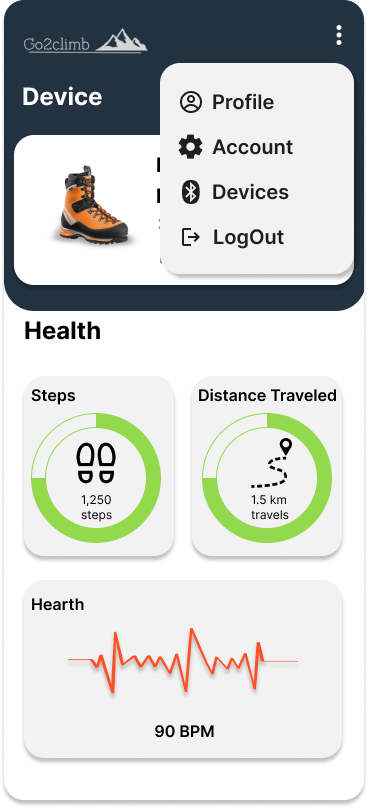 Go2climb
Device
Profile
Account
Devices
LogOut
Health
Steps
1,250
steps
Distance Traveled
1.5 km
travels
Hearth
90 BPM